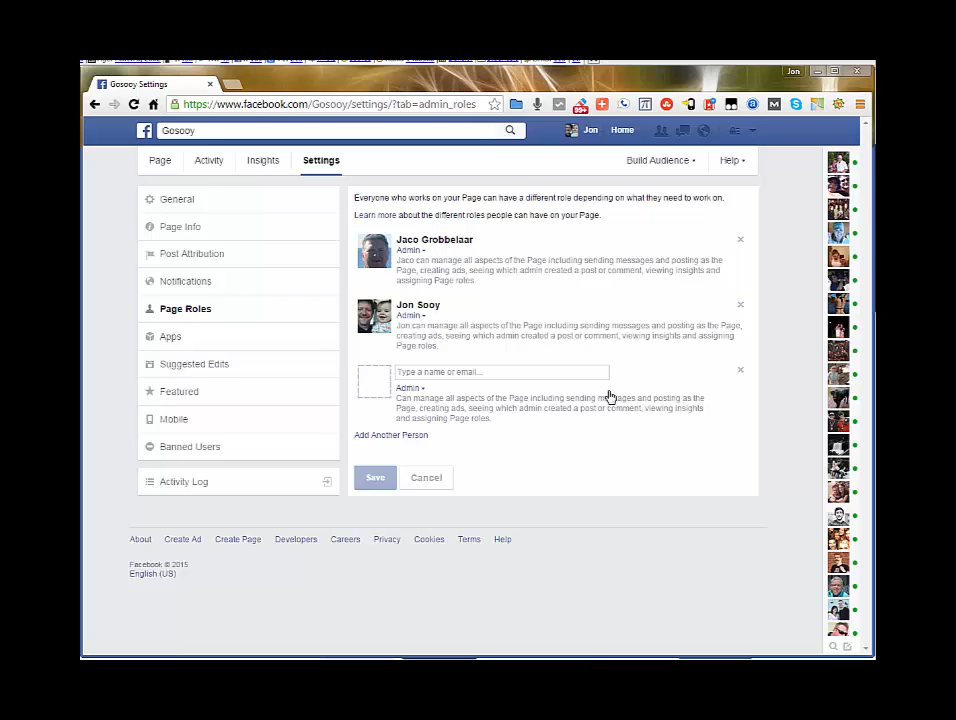 Jon
Gosooy Settings
https://www.facebook.com/Gosooy/settings/?tab=admin_roles
99+
Gosooy
Jon Home
Page Activity Insights Settings Build Audience Help
General
Page Info
Post Attribution
Notifications
Page Roles
Apps
Suggested Edits
Featured
Mobile
Banned Users
Activity Log
Everyone who works on your Page can have a different role depending on what they need to work on.
Learn more about the different roles people can have on your Page.
Jaco Grobbelaar
Admin
Jaco can manage all aspects of the Page including sending messages and posting as the
Page, creating ads, seeing which admin created a post or comment, viewing insights and
assigning Page roles.
Jon Sooy
Admin
Jon can manage all aspects of the Page including sending messages and posting as the Page,
creating ads, seeing which admin created a post or comment, viewing insights and assigning
Page roles.
Type a name or email...
Admin
Can manage all aspects of the Page including sending messages and posting as the
Page, creating ads, seeing which admin created a post or comment, viewing insights
and assigning Page roles.
Add Another Person
Save Cancel
About Create Ad Create Page Developers Careers Privacy Cookies Terms Help
Facebook © 2015
English (US)